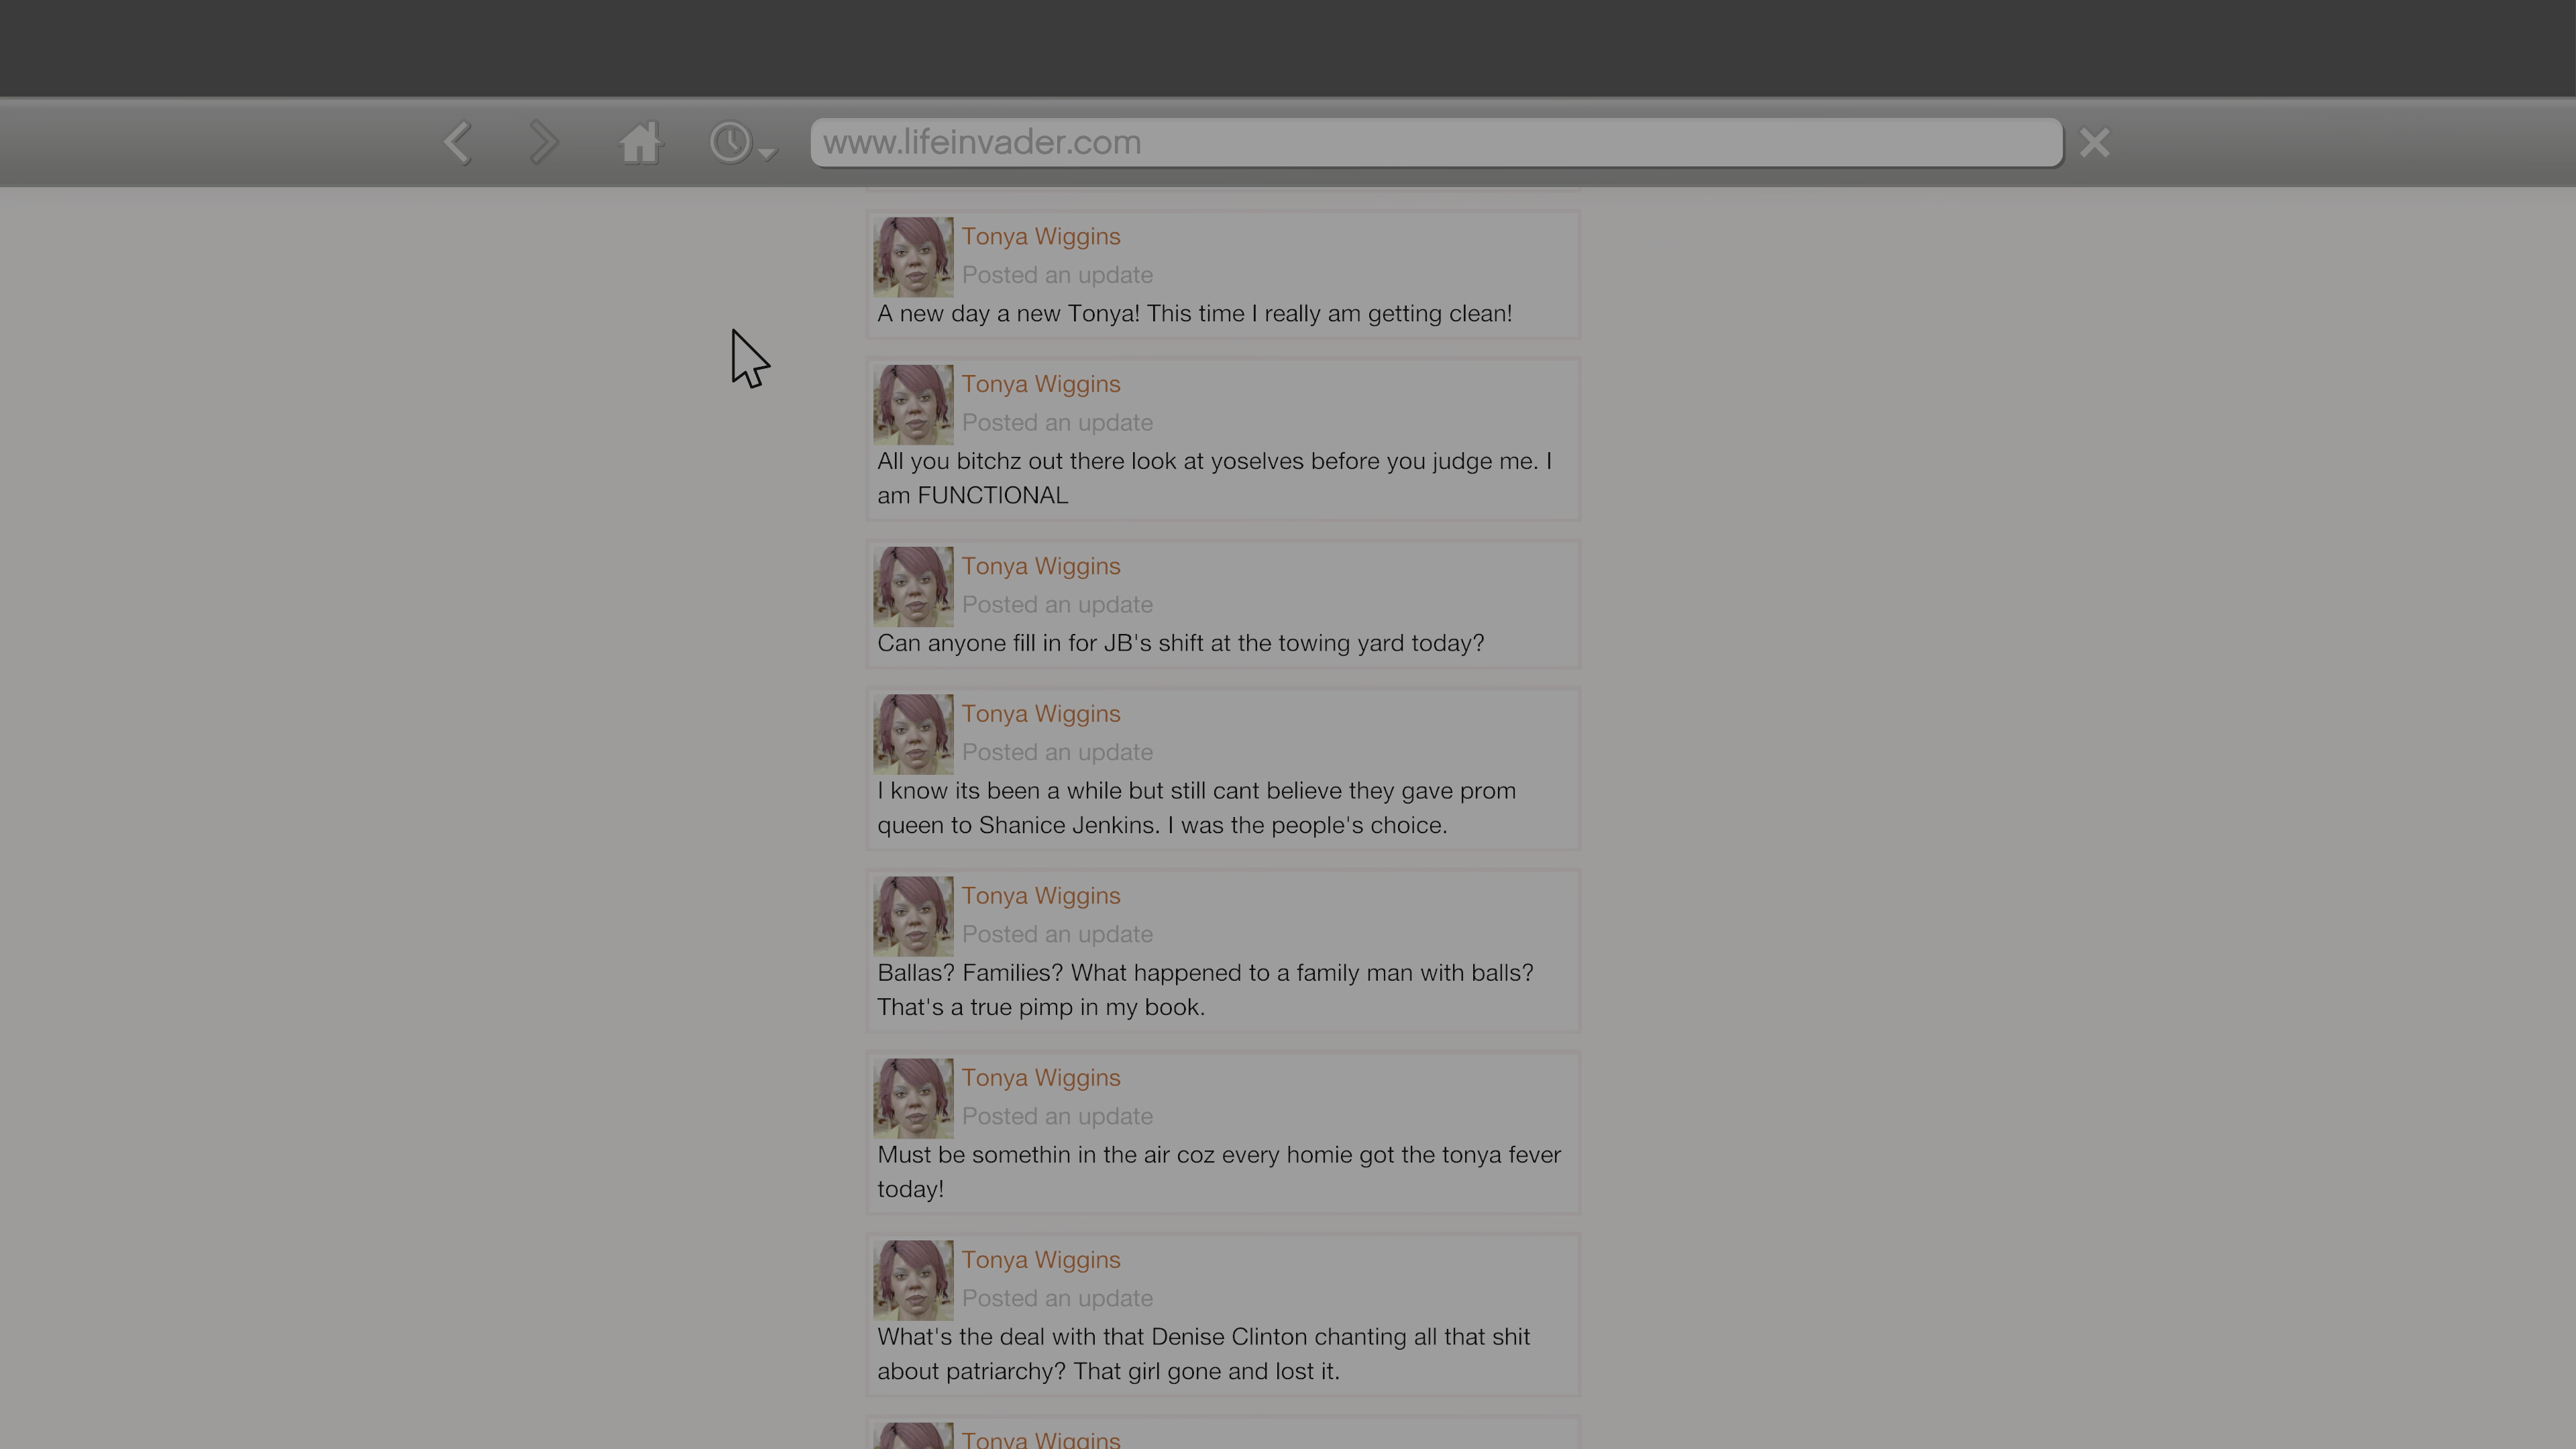 www.lifeinvader.com
Tonya Wiggins
Posted an update
A new day a new Tonya! This time I really am getting clean!
Tonya Wiggins
Posted an update
All you bitchz out there look at yoselves before you judge me. I
am FUNCTIONAL
Tonya Wiggins
Posted an update
Can anyone fill in for JB's shift at the towing yard today?
Tonya Wiggins
Posted an update
I know its been a while but still cant believe they gave prom
queen to Shanice Jenkins. I was the people's choice.
Tonya Wiggins
Posted an update
Ballas? Families? What happened to a family man with balls?
That's a true pimp in my book.
Tonya Wiggins
Posted an update
Must be somethin in the air coz every homie got the tonya fever
today!
Tonya Wiggins
Posted an update
What's the deal with that Denise Clinton chanting all that shit
about patriarchy? That girl gone and lost it.
Tonya Wiggins